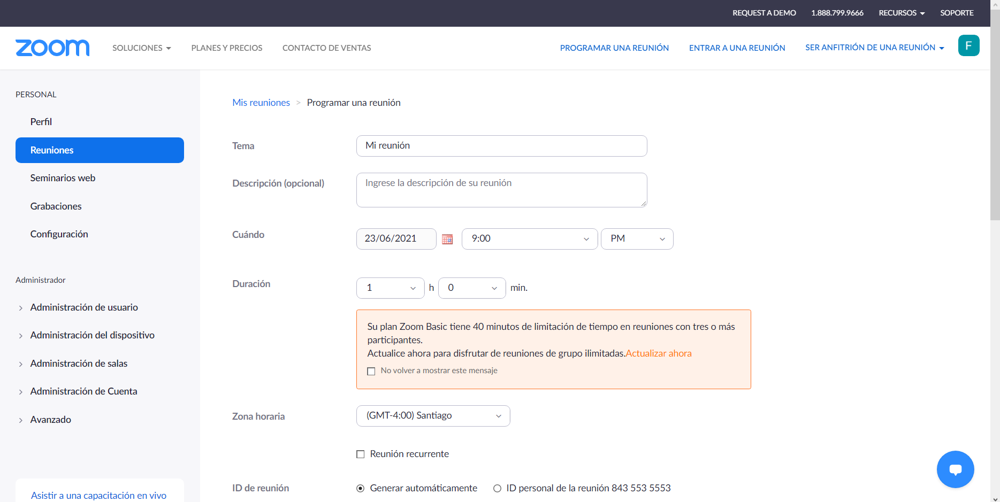 REQUEST A DEMO 1.888.799.9666 RECURSOS SOPORTE
zoom SOLUCIONES PLANES Y PRECIOS CONTACTO DE VENTAS PROGRAMAR UNA REUNIÓN ENTRAR A UNA REUNIÓN SER ANFITRIÓN DE UNA REUNIÓN F
PERSONAL
Perfil
Reuniones
Seminarios web
Grabaciones
Configuración
Administrador
Administración de usuario
Administración del dispositivo
Administración de salas
Administración de Cuenta
Avanzado
Asistir a una capacitación en vivo
Mis reuniones > Programar una reunión
Tema Mi reunión
Descripción (opcional) Ingrese la descripción de su reunión
Cuándo 23/06/2021 9:00 PM
Duración 1 h 0 min.
Su plan Zoom Basic tiene 40 minutos de limitación de tiempo en reuniones con tres o más
participantes.
Actualice ahora para disfrutar de reuniones de grupo ilimitadas.Actualizar ahora
No volver a mostrar este mensaje
Zona horaria (GMT-4:00) Santiago
Reunión recurrente
ID de reunión Generar automáticamente ID personal de la reunión 843 553 5553